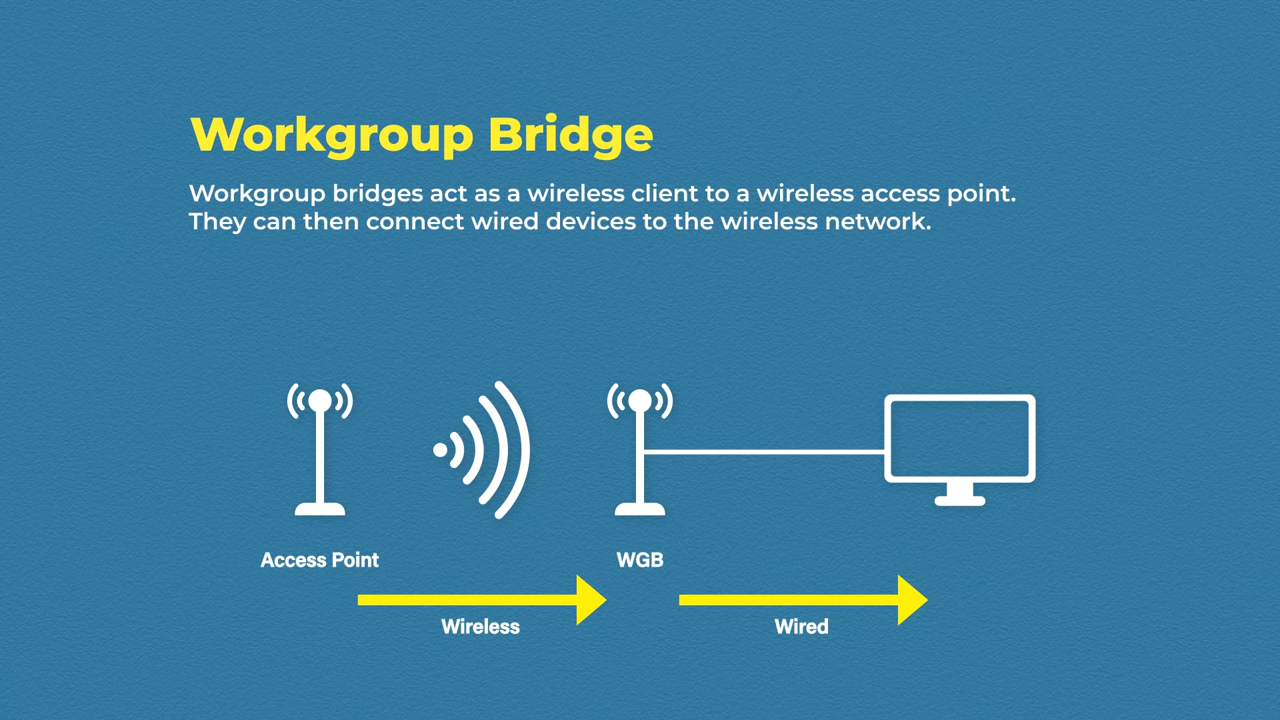 Workgroup Bridge
Workgroup bridges act as a wireless client to a wireless access point.
They can then connect wired devices to the wireless network.
Access Point
WGB
Wireless
Wired